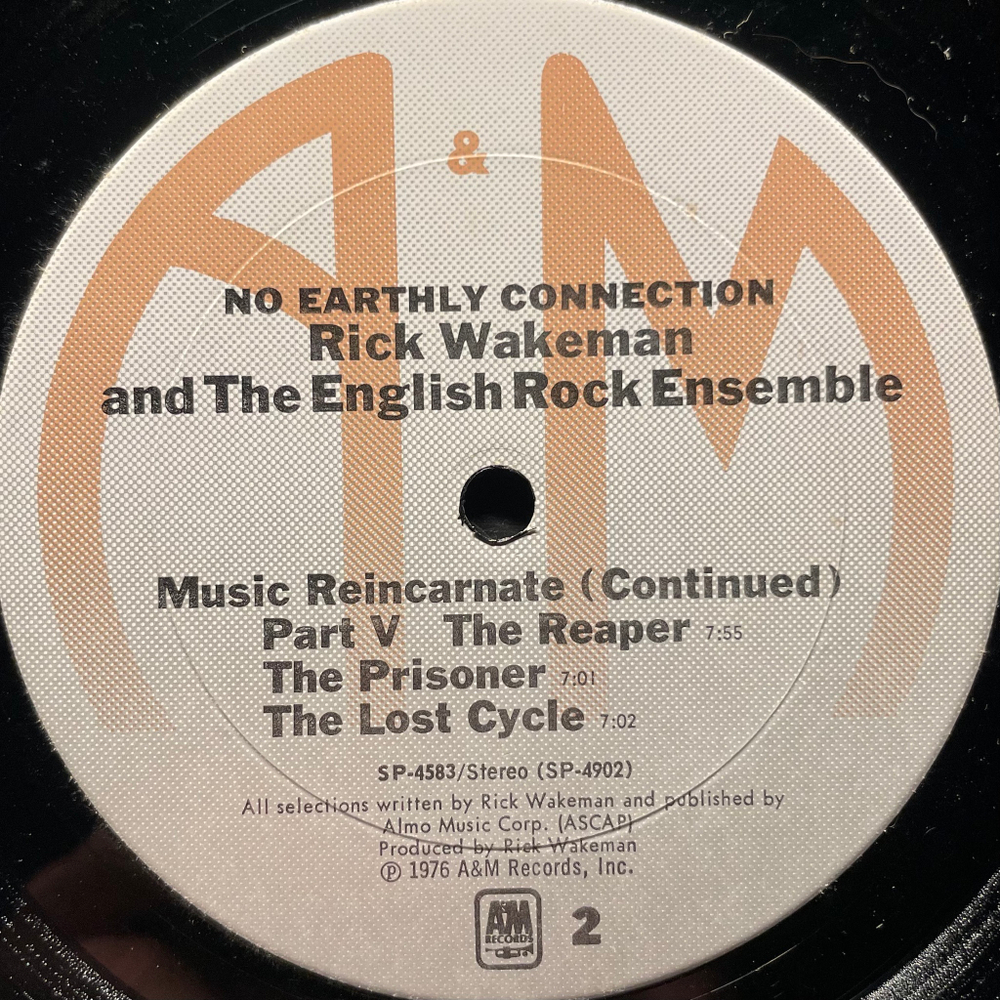 A & M
NO EARTHLY CONNECTION
Rick Wakeman
and The English Rock Ensemble
Music Reincarnate (Continued)
Part V The Reaper 7:55
The Prisoner 7:01
The Lost Cycle 7:02
SP-4583/Stereo (SP-4902)
All selections written by Rick Wakeman and published by
Almo Music Corp. (ASCAP)
Produced by Rick Wakeman
℗ 1976 A&M Records, Inc.
A&M
RECORDS
2